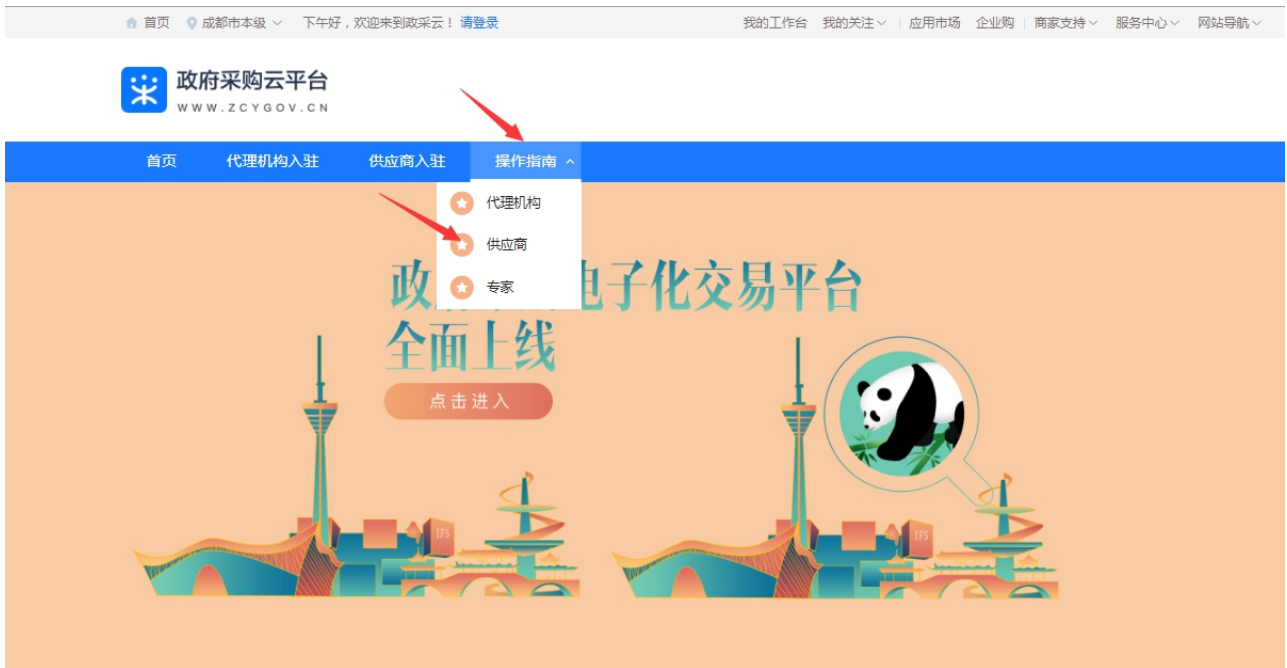 首页 成都市本级 下午好，欢迎来到政采云！请登录 我的工作台 我的关注 应用市场 企业购 商家支持 服务中心 网站导航
政府采购云平台
WWW.ZCYGOV.CN
首页 代理机构入驻 供应商入驻 操作指南
代理机构
供应商
专家
政 电子化交易平台
全面上线
点击进入
IFS IFS